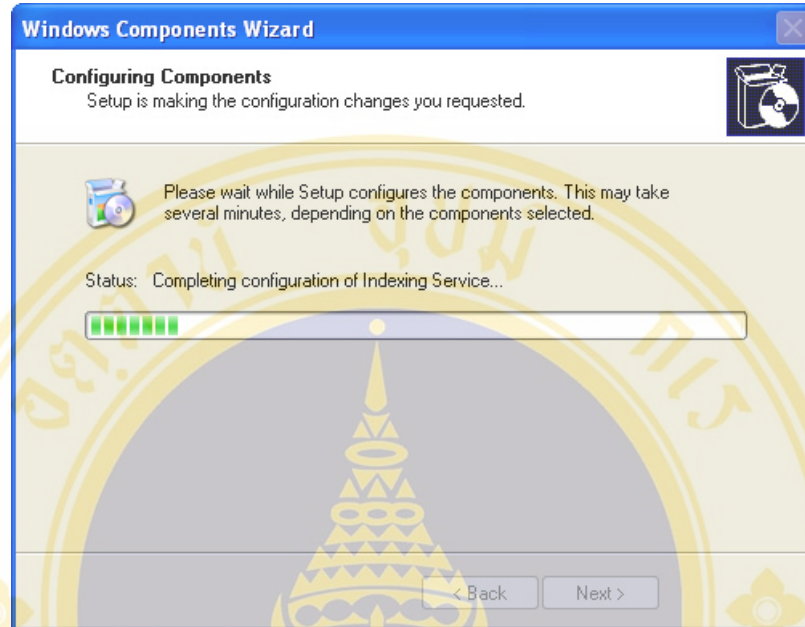 Windows Components Wizard
Configuring Components
Setup is making the configuration changes you requested.
Please wait while Setup configures the components. This may take
several minutes, depending on the components selected.
Status: Completing configuration of Indexing Service...
< Back Next >